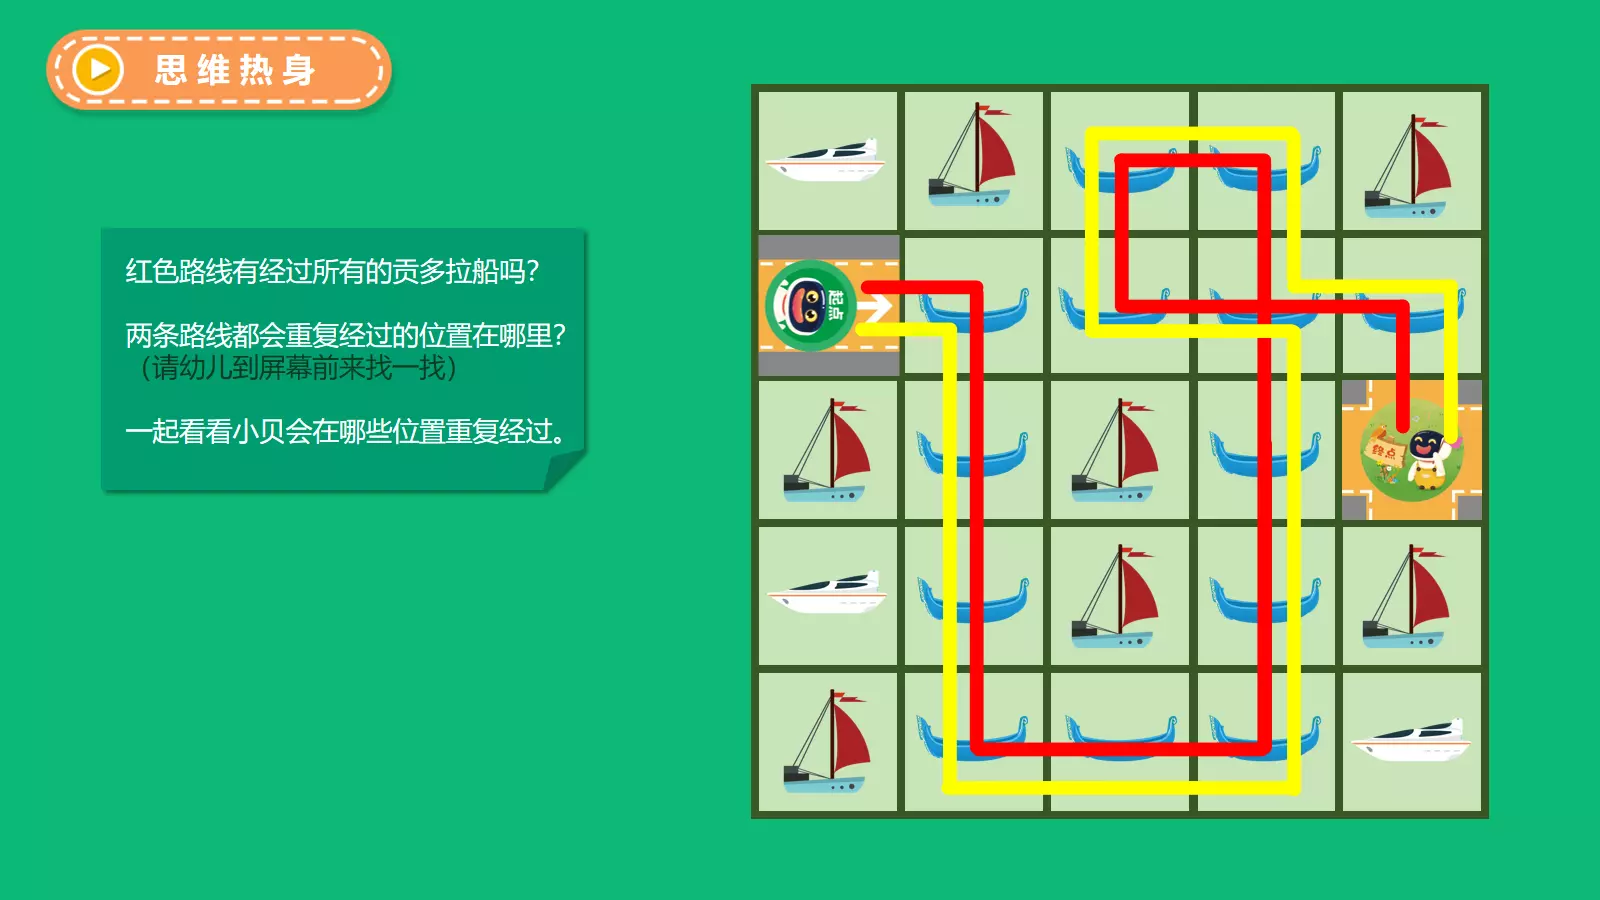 思维热身
红色路线有经过所有的贡多拉船吗？
两条路线都会重复经过的位置在哪里？
（请幼儿到屏幕前来找一找）
一起看看小贝会在哪些位置重复经过。
起点
终点